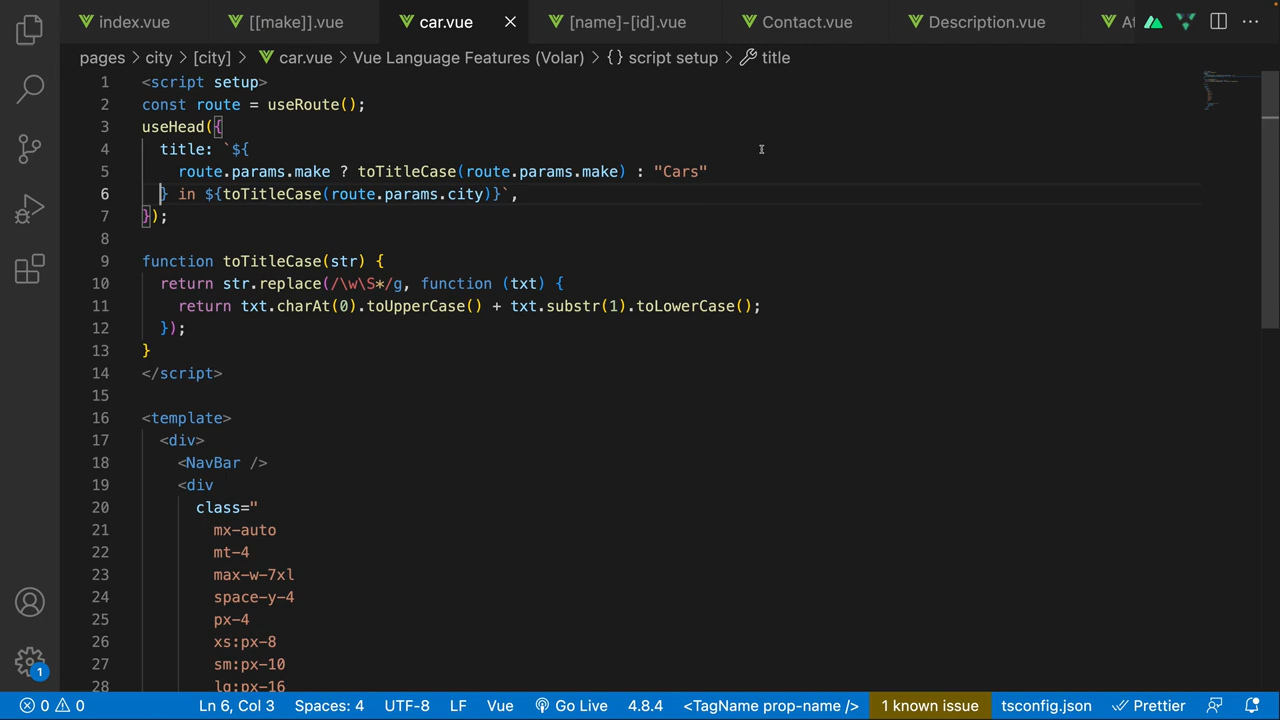 index.vue [[make]].vue car.vue [name]-[id].vue Contact.vue Description.vue
pages > city > [city] > car.vue > Vue Language Features (Volar) > {} script setup > title
1 <script setup>
2 const route = useRoute();
3 useHead({
4 title: `${
5 route.params.make ? toTitleCase(route.params.make) : "Cars"
6 } in ${toTitleCase(route.params.city)}`,
7 });
8
9 function toTitleCase(str) {
10 return str.replace(/\w\S*/g, function (txt) {
11 return txt.charAt(0).toUpperCase() + txt.substr(1).toLowerCase();
12 });
13 }
14 </script>
15
16 <template>
17 <div>
18 <NavBar />
19 <div
20 class="
21 mx-auto
22 mt-4
23 max-w-7xl
24 space-y-4
25 px-4
26 xs:px-8
27 sm:px-10
28 lg:px-16
1
0 0 Ln 6, Col 3 Spaces: 4 UTF-8 LF Vue Go Live 4.8.4 <TagName prop-name /> 1 known issue tsconfig.json Prettier